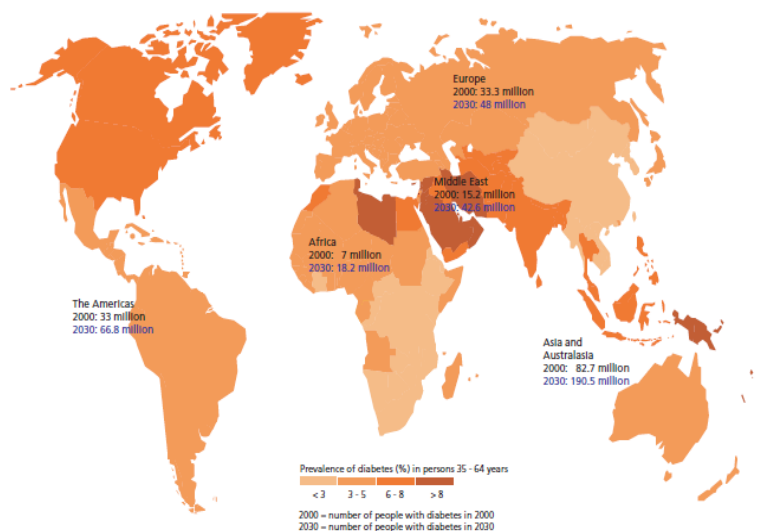 Europe
2000: 33.3 million
2030: 48 million
Middle East
2000: 15.2 million
2030: 42.6 million
Africa
2000: 7 million
2030: 18.2 million
The Americas
2000: 33 million
2030: 66.8 million
Asia and
Australasia
2000: 82.7 million
2030: 190.5 million
Prevalence of diabetes (%) in persons 35 - 64 years
< 3 3 - 5 6 - 8 > 8
2000 = number of people with diabetes in 2000
2030 = number of people with diabetes in 2030